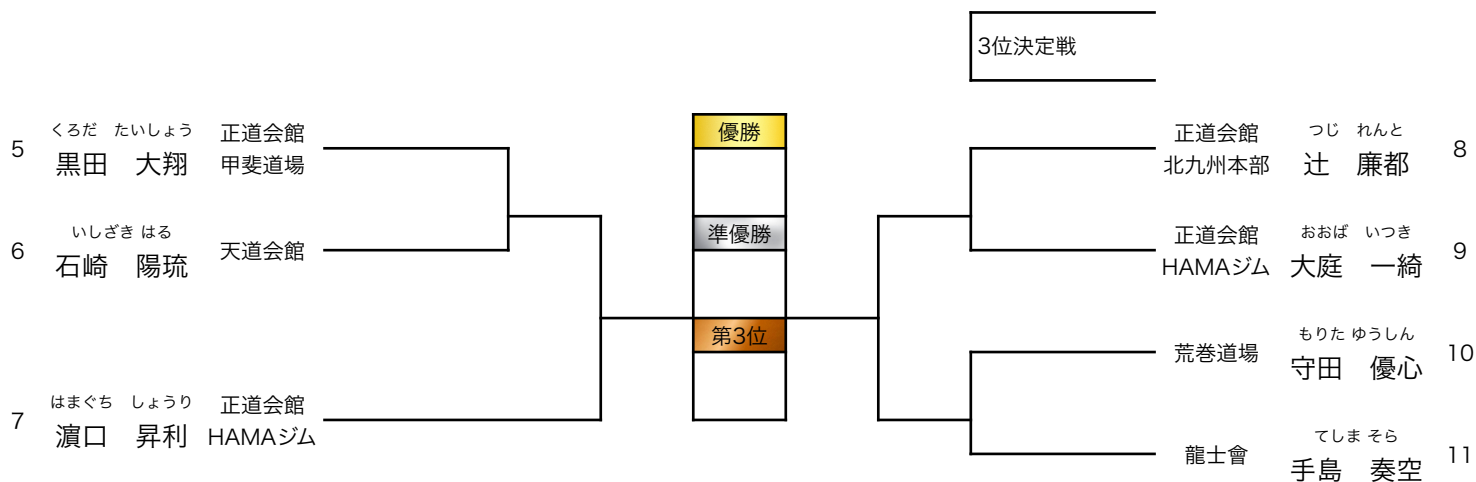 3位決定戦
くろだ　たいしょう
5 黒田　大翔 正道会館
甲斐道場
いしざき はる
6 石崎　陽琉 天道会館
はまぐち　しょうり
7 濵口　昇利 正道会館
HAMAジム
優勝
準優勝
第3位
正道会館
北九州本部
つじ　れんと
辻　廉都 8
正道会館
HAMAジム
おおば　いつき
大庭　一綺 9
荒巻道場
もりた ゆうしん
守田　優心 10
龍士會
てしま そら
手島　奏空 11